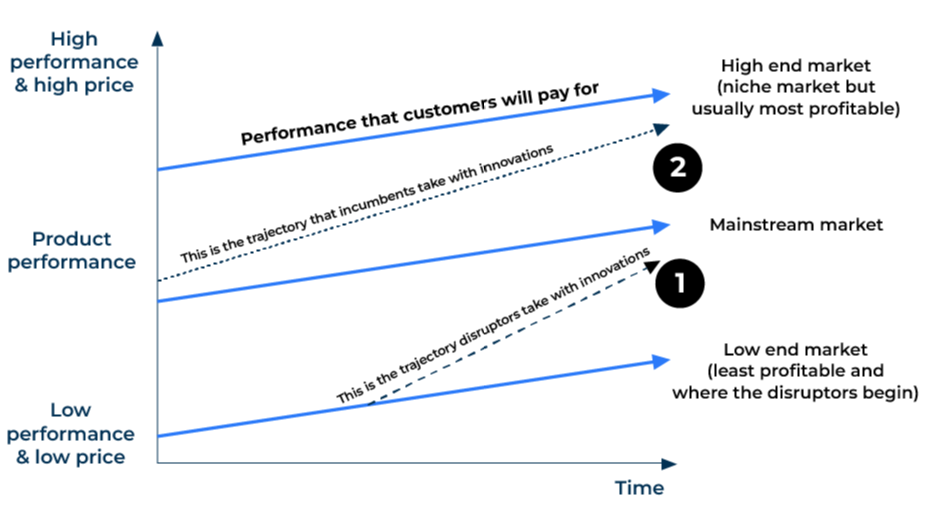 High
performance
& high price
Performance that customers will pay for
High end market
(niche market but
usually most profitable)
This is the trajectory that incumbents take with innovations
2
Product
performance
Mainstream market
This is the trajectory disruptors take with innovations
1
Low end market
(least profitable and
where the disruptors begin)
Low
performance
& low price
Time